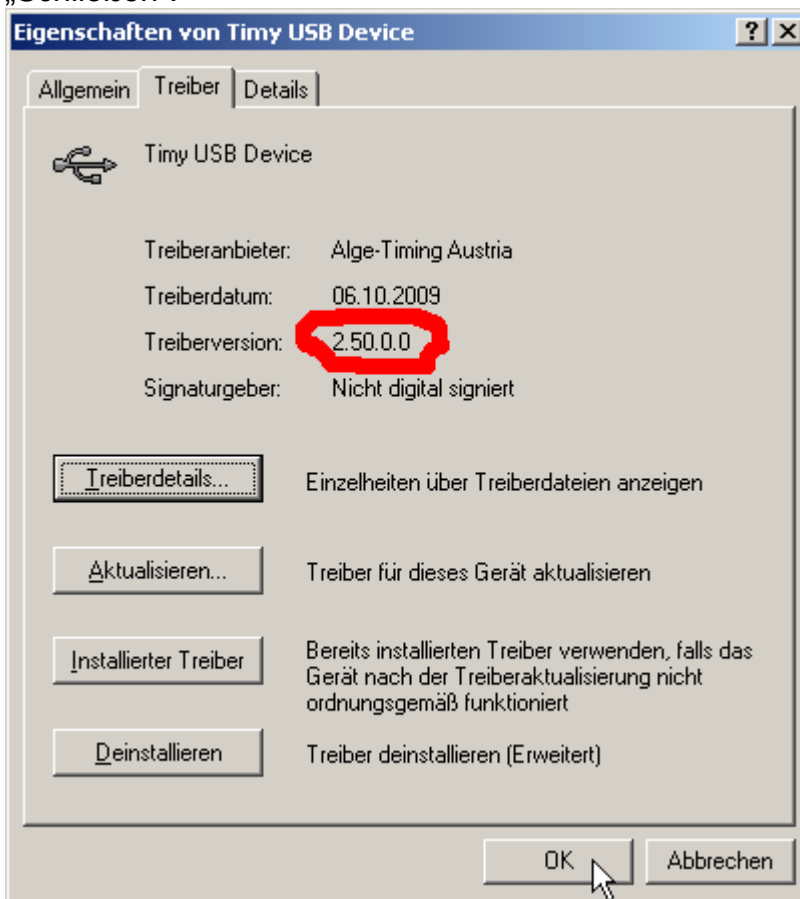 „Schließen“.
Eigenschaften von Timy USB Device
Allgemein Treiber Details
Timy USB Device
Treiberanbieter: Alge-Timing Austria
Treiberdatum: 06.10.2009
Treiberversion: 2.50.0.0
Signaturgeber: Nicht digital signiert
Treiberdetails... Einzelheiten über Treiberdateien anzeigen
Aktualisieren... Treiber für dieses Gerät aktualisieren
Installierter Treiber Bereits installierten Treiber verwenden, falls das
Gerät nach der Treiberaktualisierung nicht
ordnungsgemäß funktioniert
Deinstallieren Treiber deinstallieren (Erweitert)
OK Abbrechen